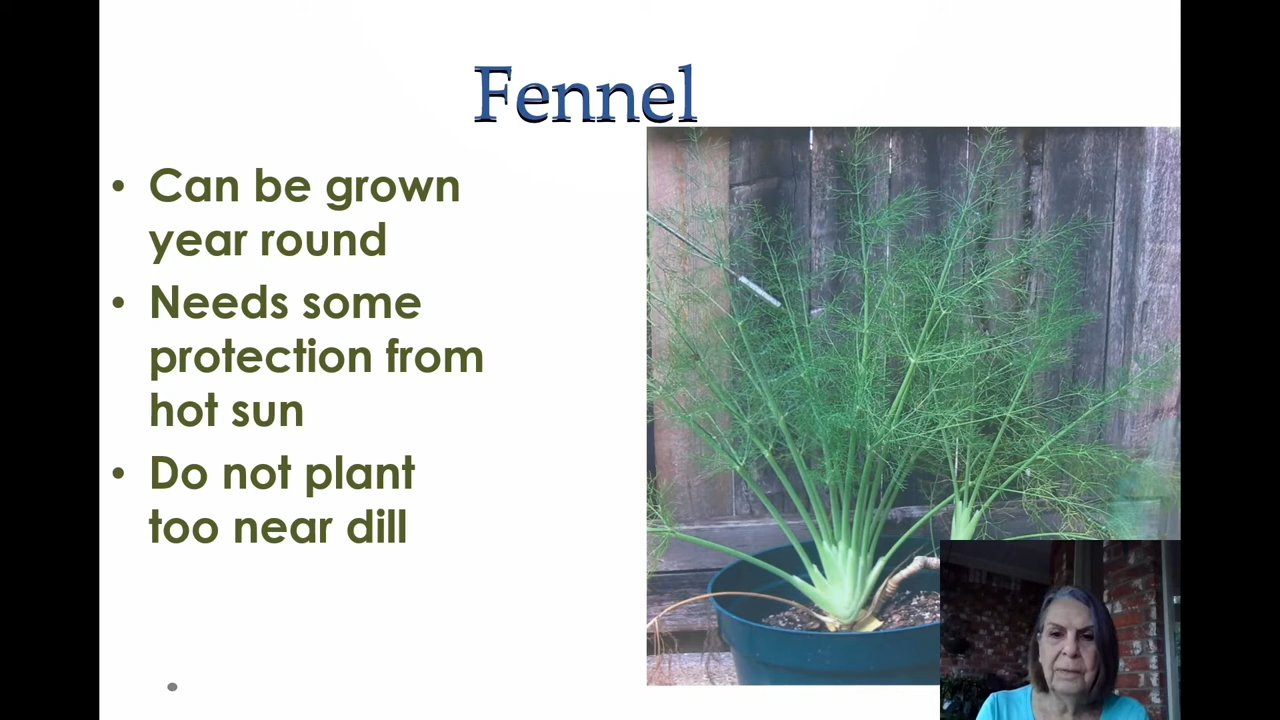 Fennel
• Can be grown
year round
• Needs some
protection from
hot sun
• Do not plant
too near dill